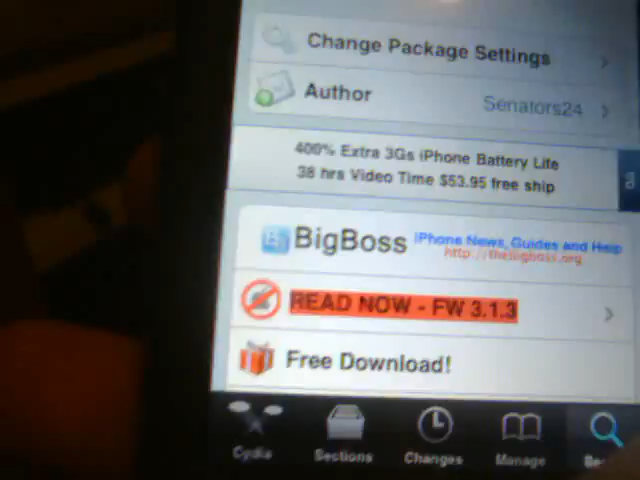 Change Package Settings
Author Senators24
400% Extra 3Gs iPhone Battery Life
38 hrs Video Time $53.95 free ship
a
BigBoss iPhone News, Guides and Help
http://thebigboss.org
READ NOW - FW 3.1.3
Free Download!
Cydia Sections Changes Manage